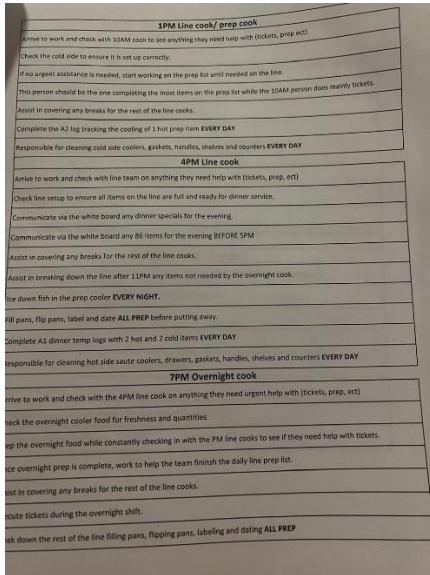 1PM Line cook/ prep cook
Arrive to work and check with 10AM cook to see anything they need help with (tickets, prep ect)
Check the cold side to ensure it is set up correctly.
If no urgent assistance is needed, start working on the prep list until needed on the line.
This person should be the one completing the most items on the prep list while the 10AM person does mainly tickets.
Assist in covering any breaks for the rest of the line cooks.
Complete the A2 log tracking the cooling of 1 hot prep item EVERY DAY
Responsible for cleaning cold side coolers, gaskets, handles, shelves and counters EVERY DAY
4PM Line cook
Arrive to work and check with line team on anything they need help with (tickets, prep, ect)
Check line setup to ensure all items on the line are full and ready for dinner service.
Communicate via the white board any dinner specials for the evening.
Communicate via the white board any 86 items for the evening BEFORE 5PM
Assist in covering any breaks for the rest of the line cooks.
Assist in breaking down the line after 11PM any items not needed by the overnight cook.
Ice down fish in the prep cooler EVERY NIGHT.
Fill pans, flip pans, label and date ALL PREP before putting away.
Complete A1 dinner temp logs with 2 hot and 2 cold items EVERY DAY
Responsible for cleaning hot side saute coolers, drawers, gaskets, handles, shelves and counters EVERY DAY
7PM Overnight cook
rrive to work and check with the 4PM line cook on anything they need urgent help with (tickets, prep, ect)
heck the overnight cooler food for freshness and quantities.
ep the overnight food while constantly checking in with the PM line cooks to see if they need help with tickets.
nce overnight prep is complete, work to help the team fininsh the daily line prep list.
sist in covering any breaks for the rest of the line cooks.
ecute tickets during the overnight shift.
eak down the rest of the line filling pans, flipping pans, labeling and dating ALL PREP